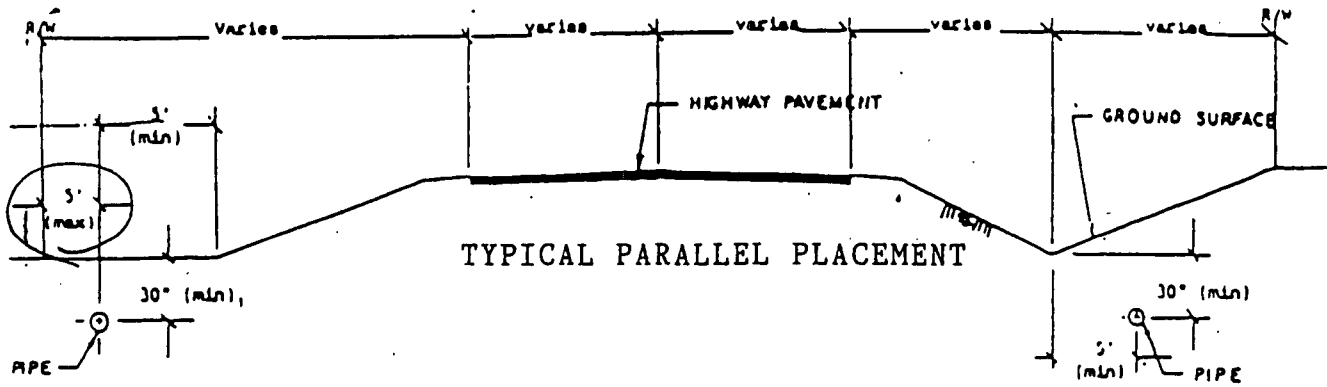 R/W varies varies varies varies varies R/W
HIGHWAY PAVEMENT
GROUND SURFACE
5'
(min)
5'
(max)
TYPICAL PARALLEL PLACEMENT
30" (min)
30" (min)
PIPE
5'
(min)
PIPE